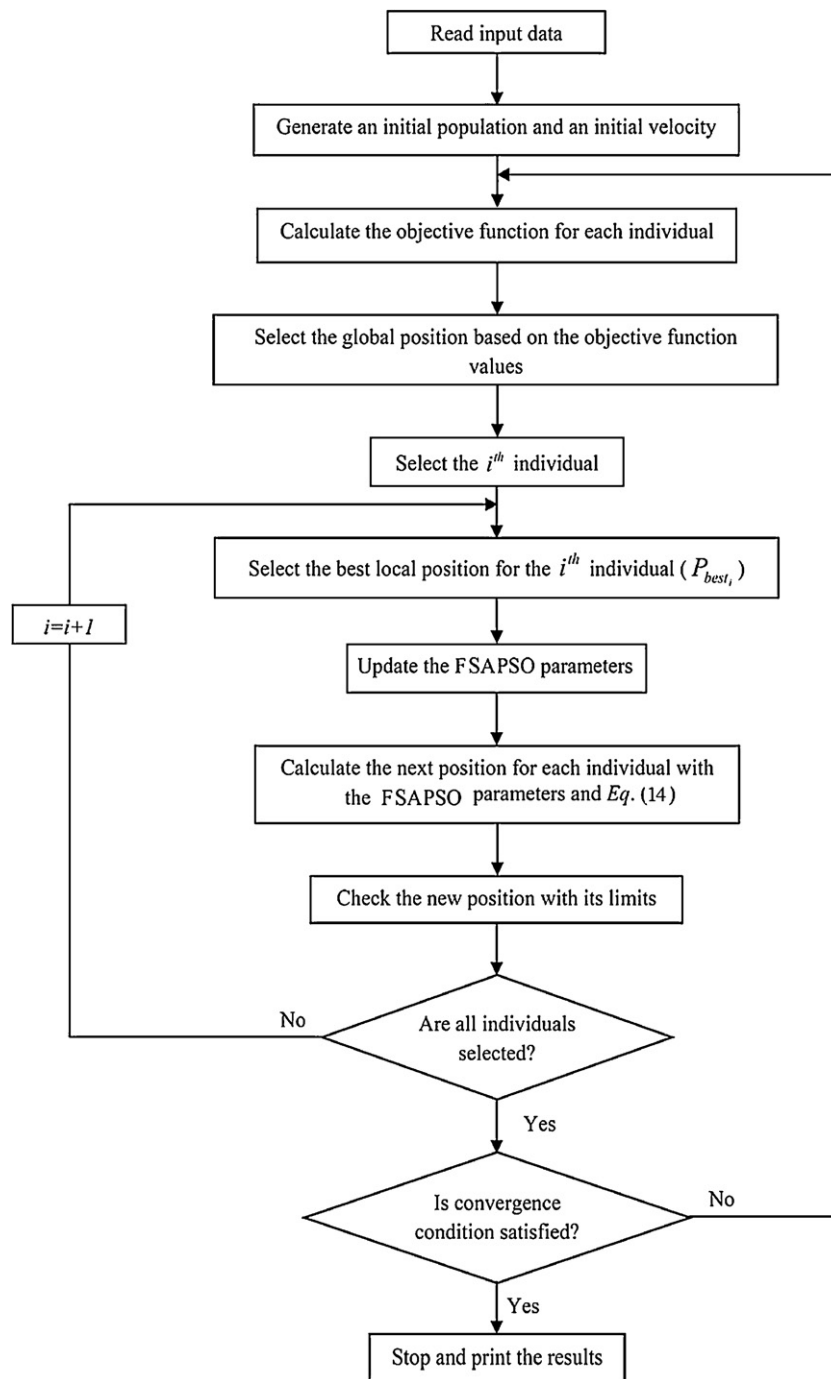 Read input data
Generate an initial population and an initial velocity
Calculate the objective function for each individual
Select the global position based on the objective function
values
Select the i^th individual
Select the best local position for the i^th individual ( P_best_i )
i=i+1
Update the FSAPSO parameters
Calculate the next position for each individual with
the FSAPSO parameters and Eq. (14)
Check the new position with its limits
No
Are all individuals
selected?
Yes
Is convergence
condition satisfied?
No
Yes
Stop and print the results